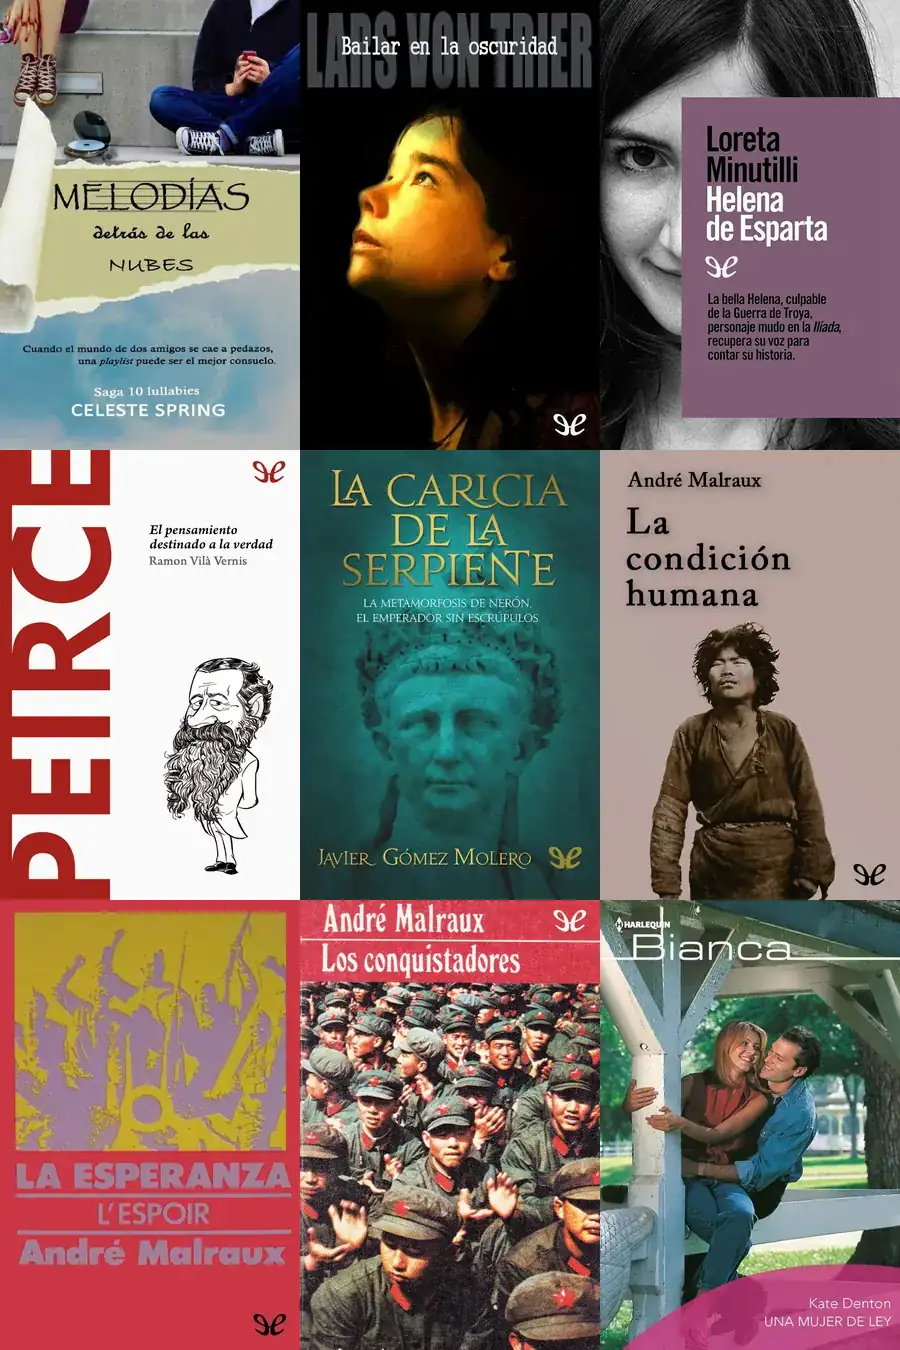 MELODÍAS
detrás de las
NUBES
Cuando el mundo de dos amigos se cae a pedazos,
una playlist puede ser el mejor consuelo.
Saga 10 lullabies
CELESTE SPRING
LARS VON TRIER
Bailar en la oscuridad
Loreta
Minutilli
Helena
de Esparta
La bella Helena, culpable
de la Guerra de Troya,
personaje mudo en la Ilíada,
recupera su voz para
contar su historia.
PEIRCE
El pensamiento
destinado a la verdad
Ramon Vilà Vernis
LA CARICIA
DE LA
SERPIENTE
LA METAMORFOSIS DE NERÓN,
EL EMPERADOR SIN ESCRÚPULOS
JAVIER GÓMEZ MOLERO
André Malraux
La
condición
humana
LA ESPERANZA
L'ESPOIR
André Malraux
André Malraux
Los conquistadores
HARLEQUIN
Bianca
Kate Denton
UNA MUJER DE LEY